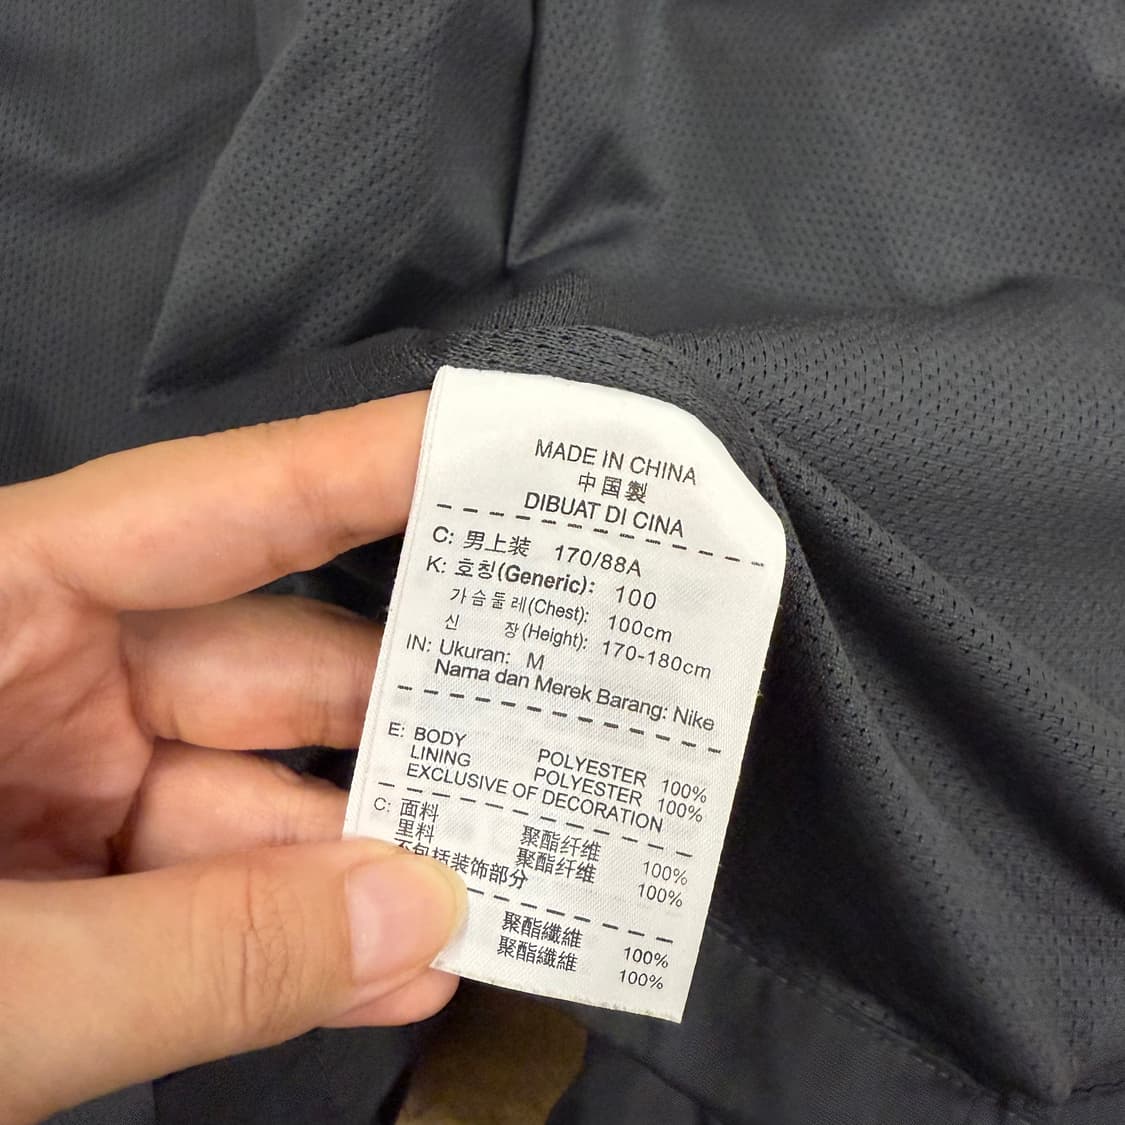 MADE IN CHINA
中国製
DIBUAT DI CINA
C: 男上装 170/88A
K: 호칭(Generic): 100
가슴둘레(Chest): 100cm
신 장(Height): 170-180cm
IN: Ukuran: M
Nama dan Merek Barang: Nike
E: BODY POLYESTER 100%
LINING POLYESTER 100%
EXCLUSIVE OF DECORATION
C: 面料 聚酯纤维 100%
里料 聚酯纤维 100%
不包括装饰部分
聚酯纖維 100%
聚酯纖維 100%